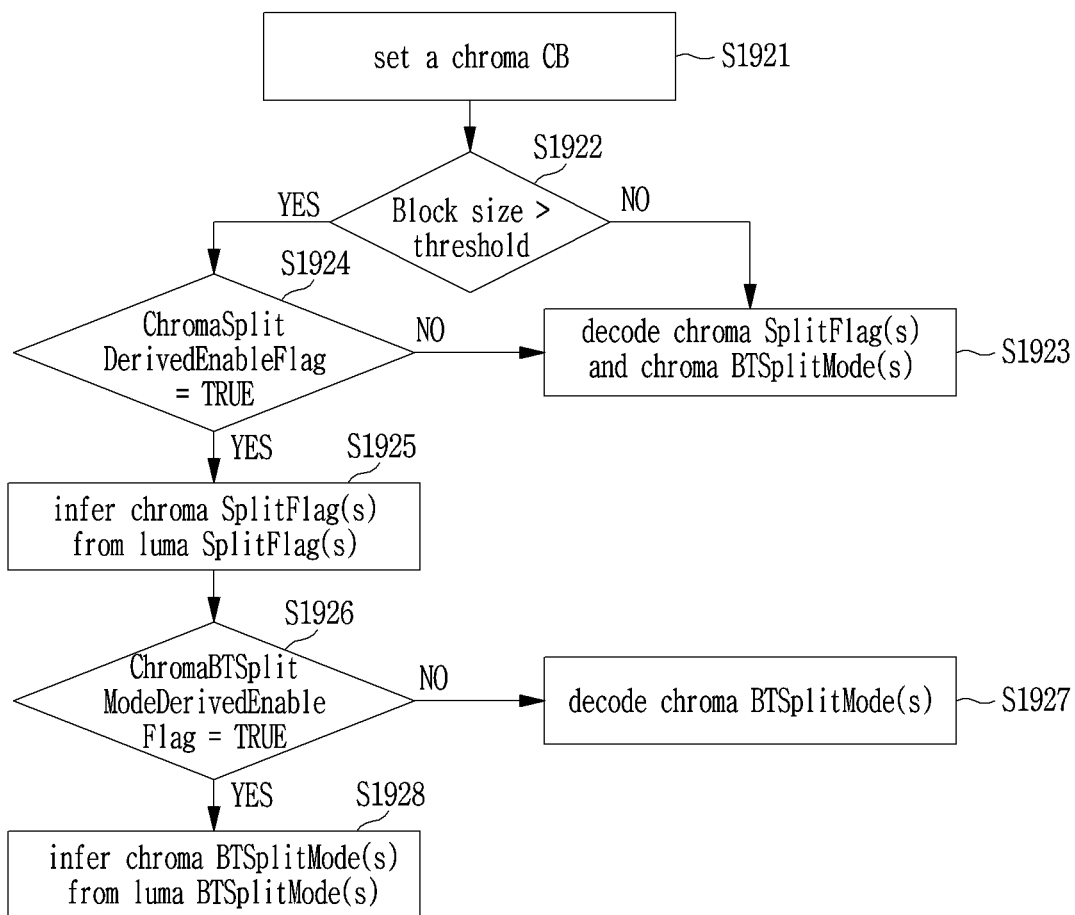 set a chroma CB
S1921
S1922
YES
Block size >
threshold
NO
S1924
ChromaSplit
DerivedEnableFlag
= TRUE
NO
decode chroma SplitFlag(s)
and chroma BTSplitMode(s)
S1923
YES
S1925
infer chroma SplitFlag(s)
from luma SplitFlag(s)
S1926
ChromaBTSplit
ModeDerivedEnable
Flag = TRUE
NO
decode chroma BTSplitMode(s)
S1927
YES
S1928
infer chroma BTSplitMode(s)
from luma BTSplitMode(s)